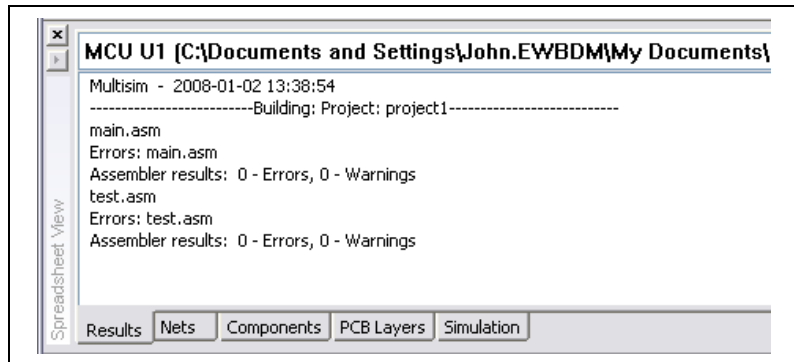 MCU U1 (C:\Documents and Settings\John.EWBDM\My Documents\
Multisim - 2008-01-02 13:38:54
--------------------------Building: Project: project1---------------------------
main.asm
Errors: main.asm
Assembler results: 0 - Errors, 0 - Warnings
test.asm
Errors: test.asm
Assembler results: 0 - Errors, 0 - Warnings
Spreadsheet View
Results Nets Components PCB Layers Simulation